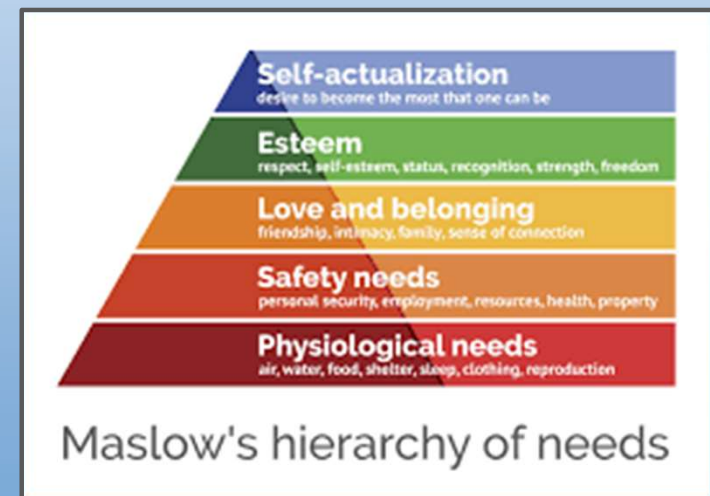 Self-actualization
desire to become the most that one can be
Esteem
respect, self-esteem, status, recognition, strength, freedom
Love and belonging
friendship, intimacy, family, sense of connection
Safety needs
personal security, employment, resources, health, property
Physiological needs
air, water, food, shelter, sleep, clothing, reproduction
Maslow's hierarchy of needs